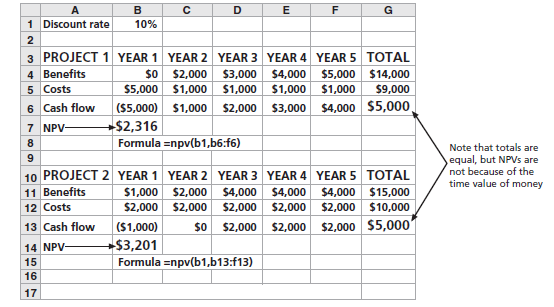 A B C D E F G
1 Discount rate 10%
2
3 PROJECT 1 YEAR 1 YEAR 2 YEAR 3 YEAR 4 YEAR 5 TOTAL
4 Benefits $0 $2,000 $3,000 $4,000 $5,000 $14,000
5 Costs $5,000 $1,000 $1,000 $1,000 $1,000 $9,000
6 Cash flow ($5,000) $1,000 $2,000 $3,000 $4,000 $5,000
7 NPV $2,316
8 Formula =npv(b1,b6:f6)
9
10 PROJECT 2 YEAR 1 YEAR 2 YEAR 3 YEAR 4 YEAR 5 TOTAL
11 Benefits $1,000 $2,000 $4,000 $4,000 $4,000 $15,000
12 Costs $2,000 $2,000 $2,000 $2,000 $2,000 $10,000
13 Cash flow ($1,000) $0 $2,000 $2,000 $2,000 $5,000
14 NPV $3,201
15 Formula =npv(b1,b13:f13)
16
17
Note that totals are
equal, but NPVs are
not because of the
time value of money